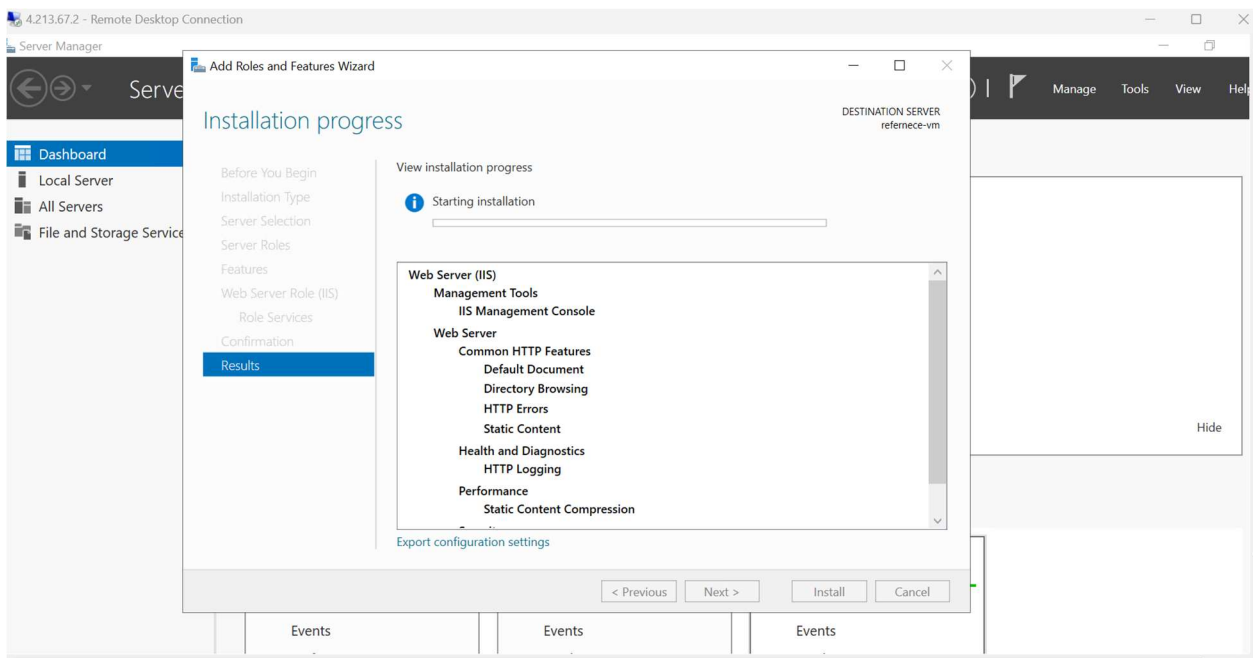 4.213.67.2 - Remote Desktop Connection
Server Manager
Serve
Manage Tools View Help
Dashboard
Local Server
All Servers
File and Storage Service
Add Roles and Features Wizard
Installation progress
DESTINATION SERVER
refernece-vm
Before You Begin
Installation Type
Server Selection
Server Roles
Features
Web Server Role (IIS)
Role Services
Confirmation
Results
View installation progress
Starting installation
Web Server (IIS)
Management Tools
IIS Management Console
Web Server
Common HTTP Features
Default Document
Directory Browsing
HTTP Errors
Static Content
Health and Diagnostics
HTTP Logging
Performance
Static Content Compression
Export configuration settings
< Previous Next > Install Cancel
Hide
Events Events Events